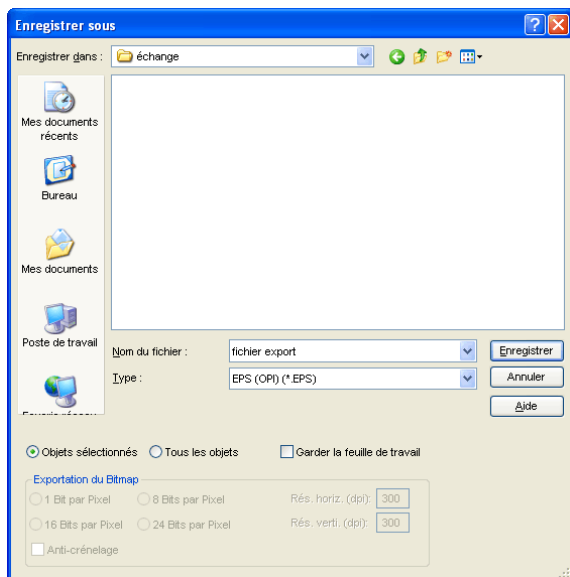 Enregistrer sous
Enregistrer dans :
échange
Mes documents
récents
Bureau
Mes documents
Poste de travail
Nom du fichier :
fichier export
Enregistrer
Type :
EPS (OPI) (*.EPS)
Annuler
Aide
Objets sélectionnés
Tous les objets
Garder la feuille de travail
Exportation du Bitmap
1 Bit par Pixel
8 Bits par Pixel
Rés. horiz. (dpi):
300
16 Bits par Pixel
24 Bits par Pixel
Rés. verti. (dpi):
300
Anti-crénelage